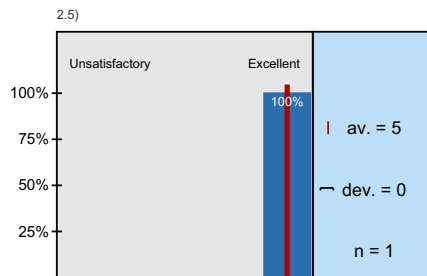 2.5)
Unsatisfactory Excellent
100%
100%
75%
50%
25%
av. = 5
dev. = 0
n = 1